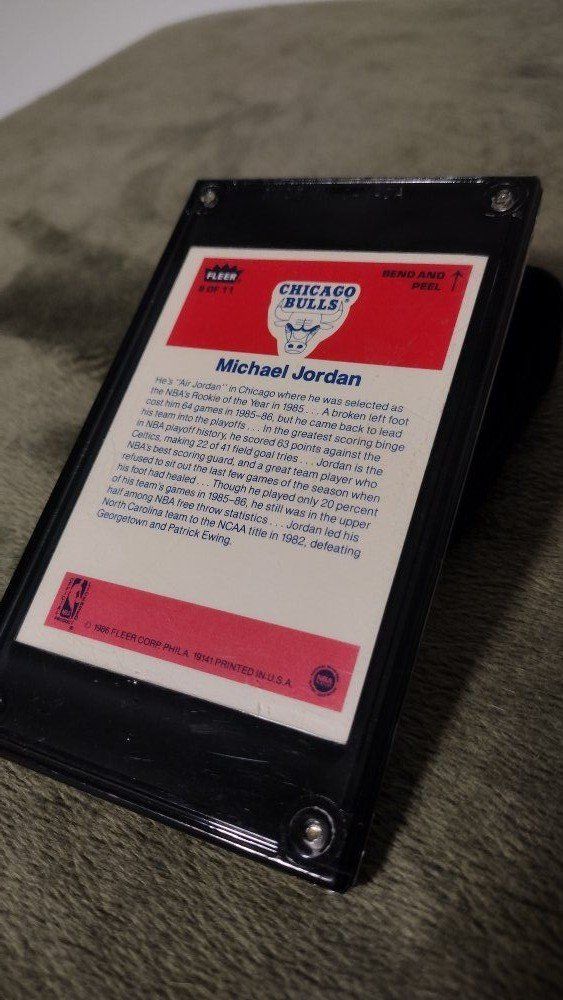 FLEER
8 OF 11
CHICAGO
BULLS
BEND AND
PEEL
Michael Jordan
He's "Air Jordan" in Chicago where he was selected as
the NBA's Rookie of the Year in 1985 . . . A broken left foot
cost him 64 games in 1985-86, but he came back to lead
his team into the playoffs . . . In the greatest scoring binge
in NBA playoff history, he scored 63 points against the
Celtics, making 22 of 41 field goal tries . . . Jordan is the
NBA's best scoring guard, and a great team player who
refused to sit out the last few games of the season when
his foot had healed . . . Though he played only 20 percent
of his team's games in 1985-86, he still was in the upper
half among NBA free throw statistics . . . Jordan led his
North Carolina team to the NCAA title in 1982, defeating
Georgetown and Patrick Ewing.
© 1986 FLEER CORP. PHILA. 19141 PRINTED IN U.S.A.